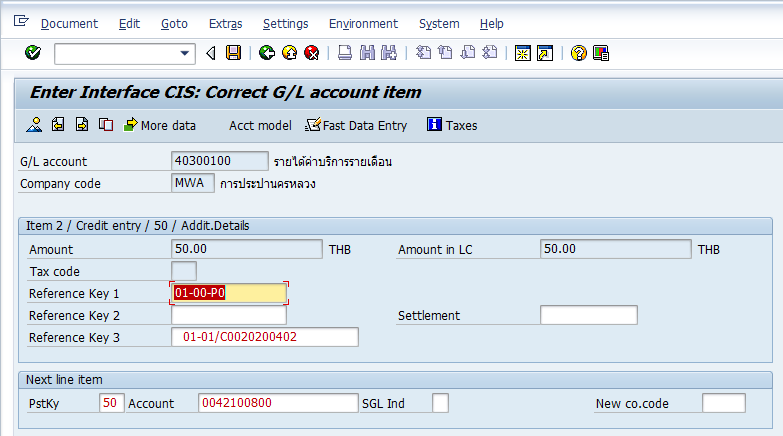 Document Edit Goto Extras Settings Environment System Help
Enter Interface CIS: Correct G/L account item
More data Acct model Fast Data Entry Taxes
G/L account 40300100 รายได้ค่าบริการรายเดือน
Company code MWA การประปานครหลวง
Item 2 / Credit entry / 50 / Addit.Details
Amount 50.00 THB Amount in LC 50.00 THB
Tax code
Reference Key 1 01-00-P0
Reference Key 2 Settlement
Reference Key 3 01-01/C0020200402
Next line item
PstKy 50 Account 0042100800 SGL Ind New co.code